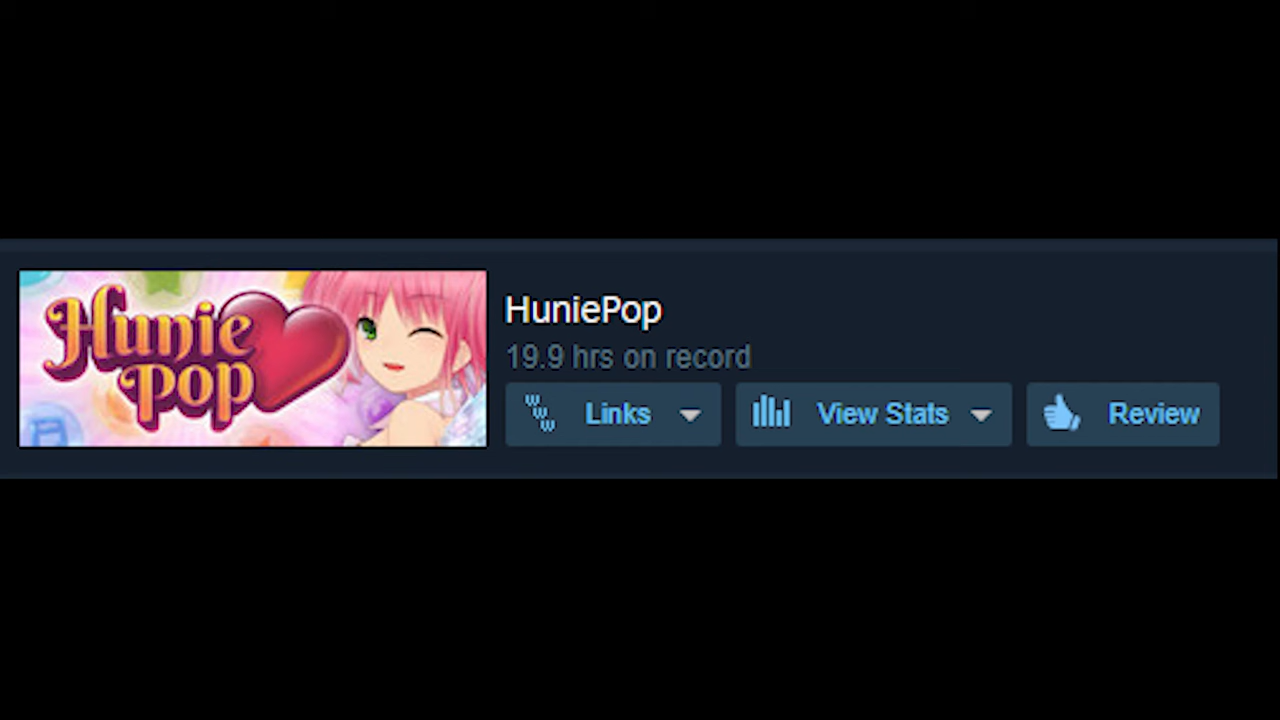 Hunie
Pop
HuniePop
19.9 hrs on record
Links
View Stats
Review